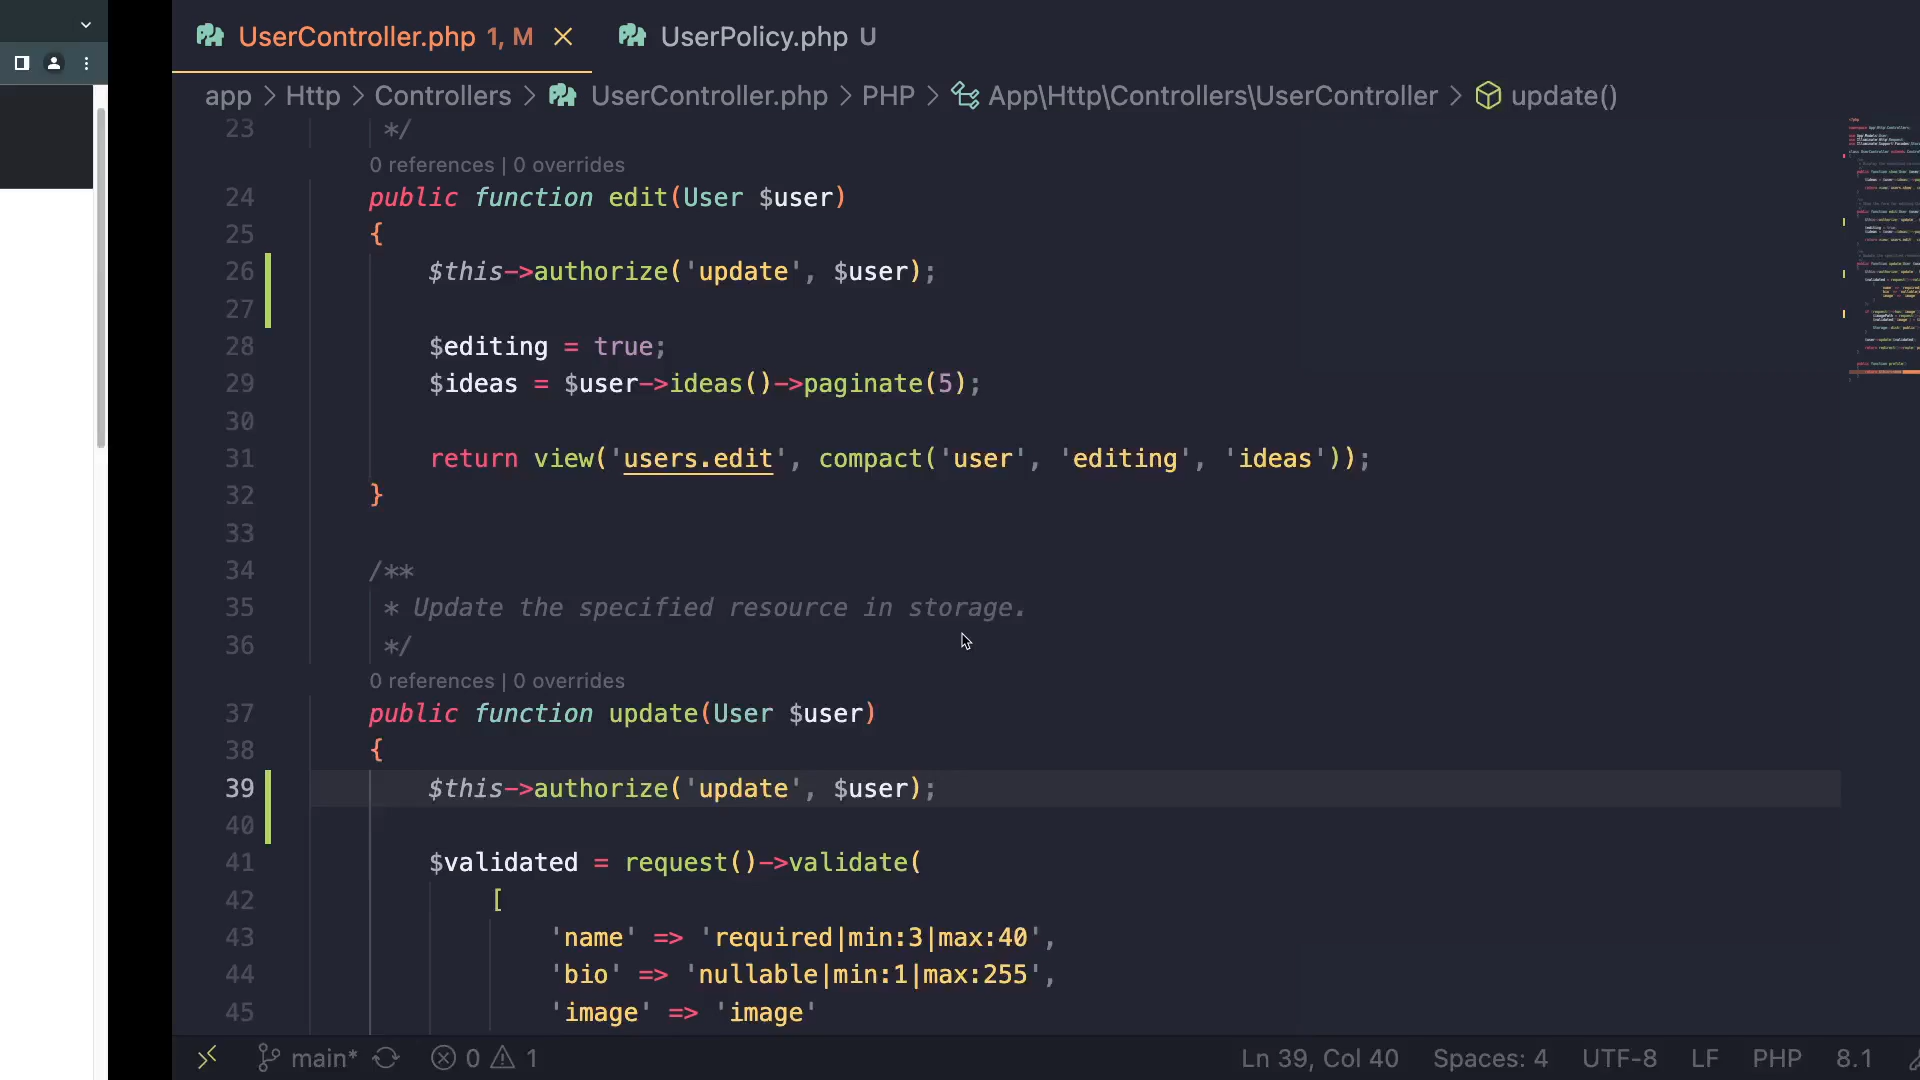 UserController.php 1, M
UserPolicy.php U
app > Http > Controllers > UserController.php > PHP > App\Http\Controllers\UserController > update()
23 */
0 references | 0 overrides
24 public function edit(User $user)
25 {
26 $this->authorize('update', $user);
27
28 $editing = true;
29 $ideas = $user->ideas()->paginate(5);
30
31 return view('users.edit', compact('user', 'editing', 'ideas'));
32 }
33
34 /**
35 * Update the specified resource in storage.
36 */
0 references | 0 overrides
37 public function update(User $user)
38 {
39 $this->authorize('update', $user);
40
41 $validated = request()->validate(
42 [
43 'name' => 'required|min:3|max:40',
44 'bio' => 'nullable|min:1|max:255',
45 'image' => 'image'
main* 0 1 Ln 39, Col 40 Spaces: 4 UTF-8 LF PHP 8.1